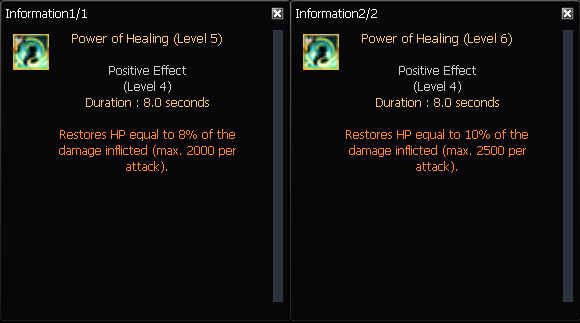 Information1/1
Power of Healing (Level 5)
Positive Effect
(Level 4)
Duration : 8.0 seconds
Restores HP equal to 8% of the
damage inflicted (max. 2000 per
attack).
Information2/2
Power of Healing (Level 6)
Positive Effect
(Level 4)
Duration : 8.0 seconds
Restores HP equal to 10% of the
damage inflicted (max. 2500 per
attack).